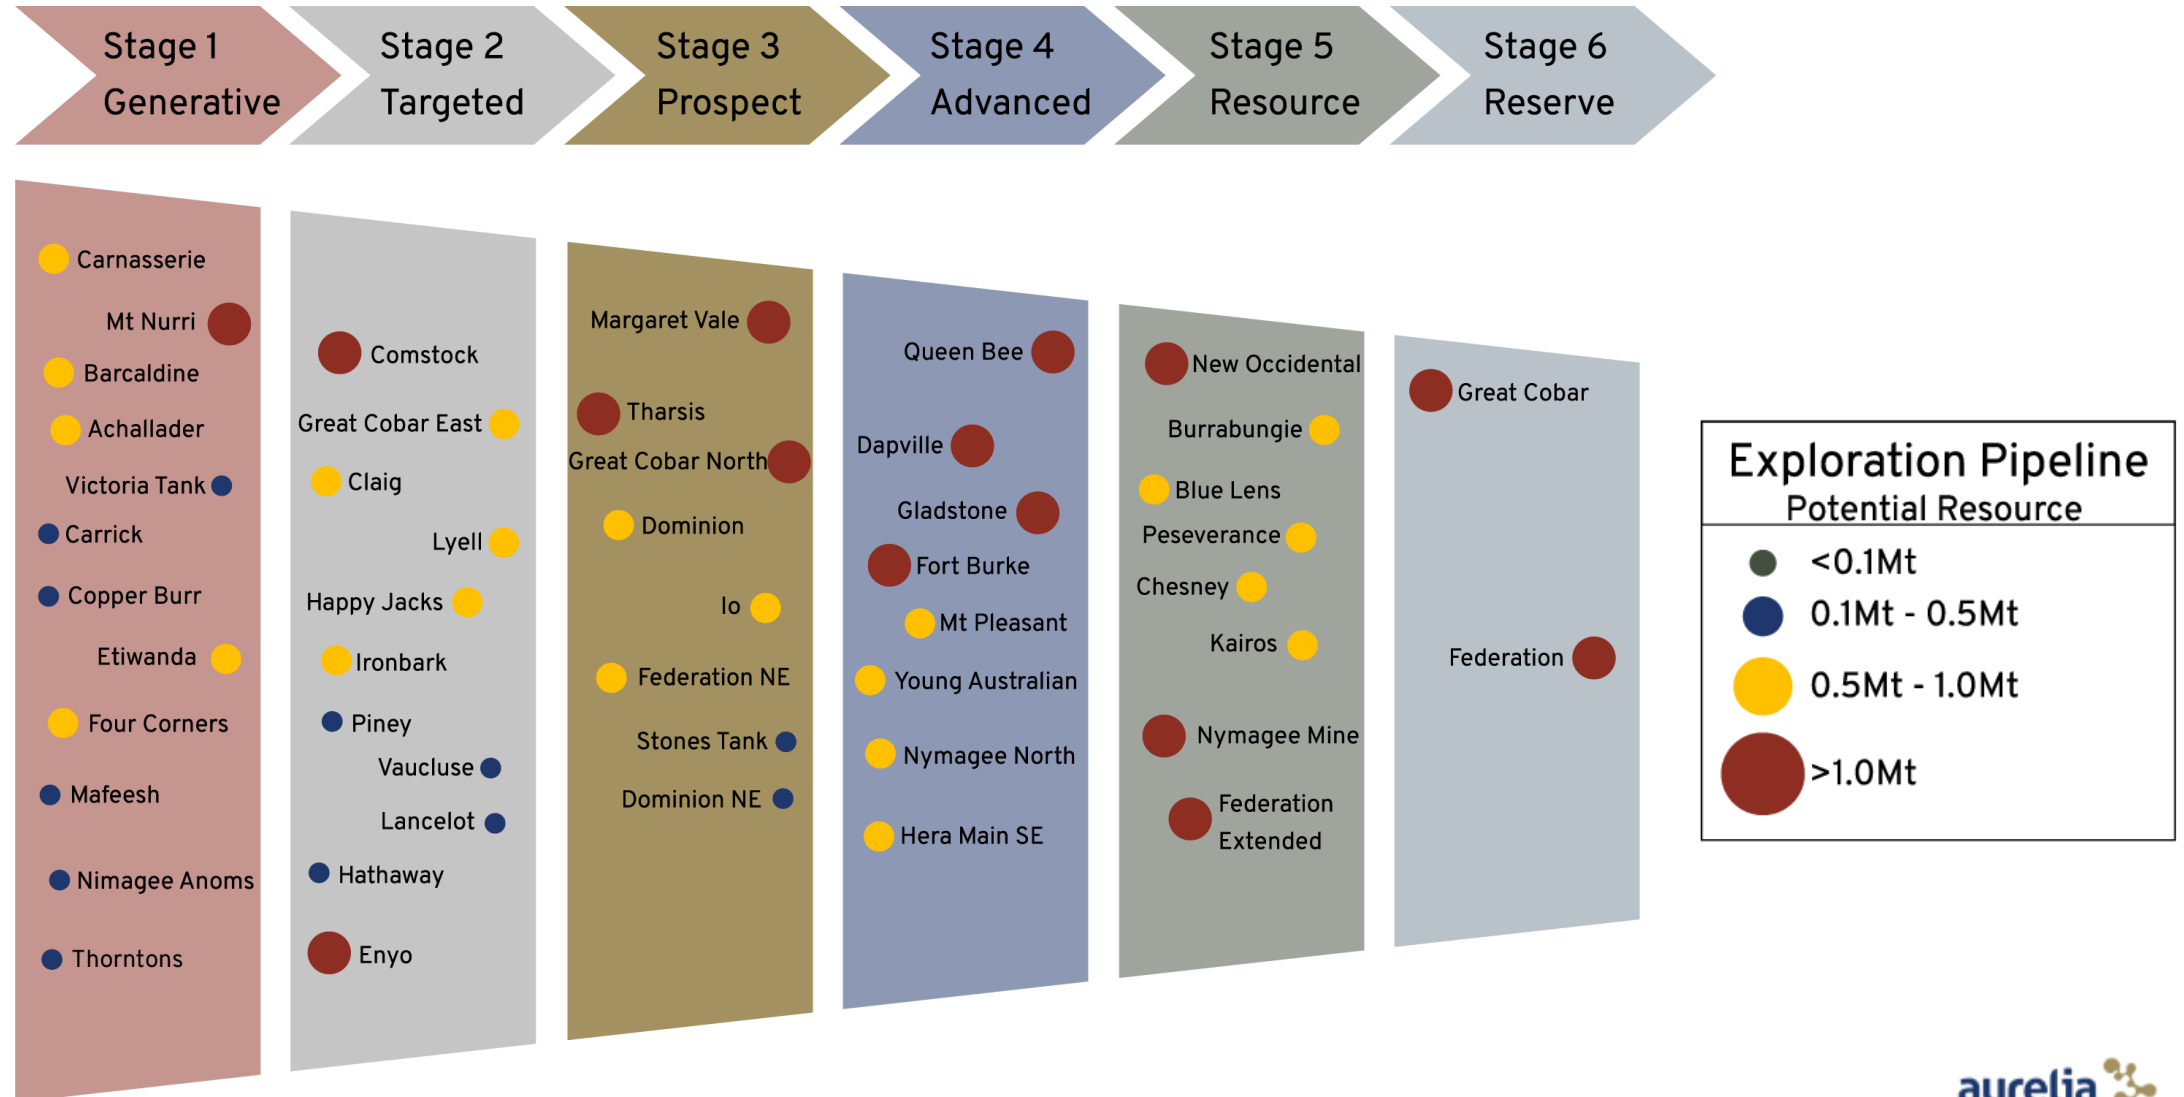 Stage 1
Generative
Stage 2
Targeted
Stage 3
Prospect
Stage 4
Advanced
Stage 5
Resource
Stage 6
Reserve
Carnasserie
Mt Nurri
Barcaldine
Achallader
Victoria Tank
Carrick
Copper Burr
Etiwanda
Four Corners
Mafeesh
Nimagee Anoms
Thorntons
Comstock
Great Cobar East
Claig
Lyell
Happy Jacks
Ironbark
Piney
Vaucluse
Lancelot
Hathaway
Enyo
Margaret Vale
Tharsis
Great Cobar North
Dominion
Io
Federation NE
Stones Tank
Dominion NE
Queen Bee
Dapville
Gladstone
Fort Burke
Mt Pleasant
Young Australian
Nymagee North
Hera Main SE
New Occidental
Burrabungie
Blue Lens
Peseverance
Chesney
Kairos
Nymagee Mine
Federation
Extended
Great Cobar
Federation
Exploration Pipeline
Potential Resource
<0.1Mt
0.1Mt - 0.5Mt
0.5Mt - 1.0Mt
>1.0Mt
aurelia